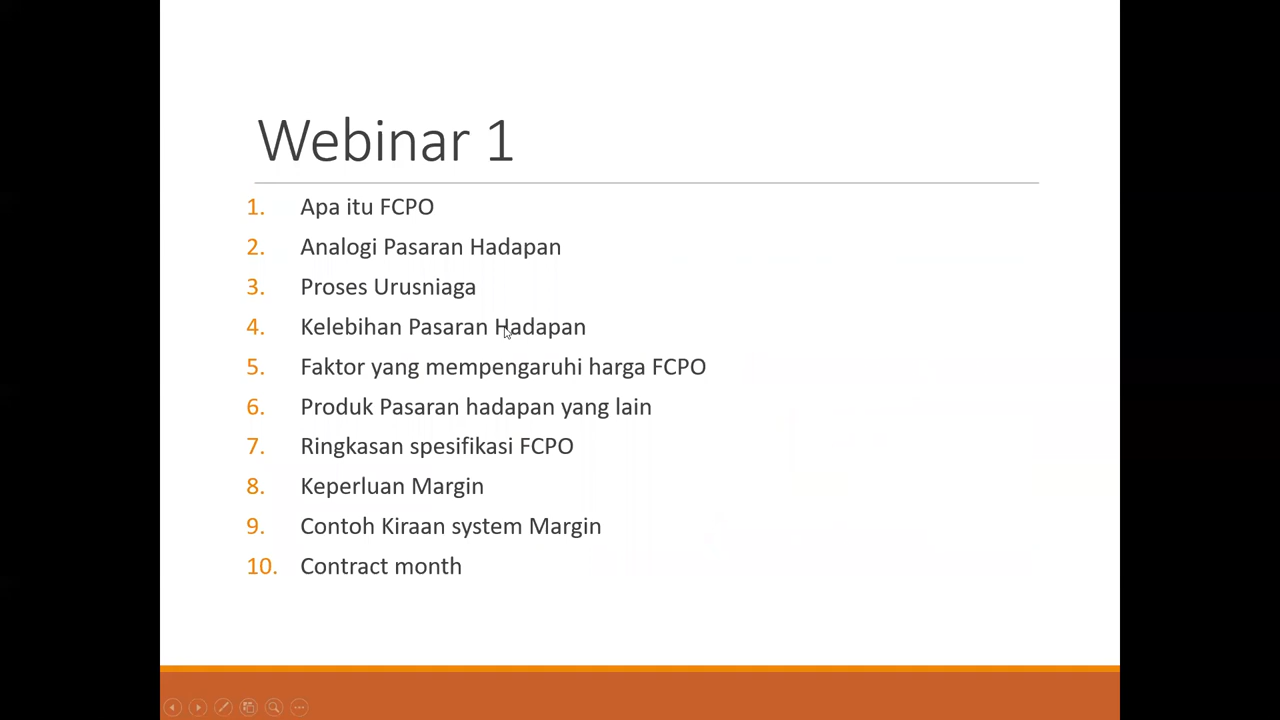 Webinar 1
1. Apa itu FCPO
2. Analogi Pasaran Hadapan
3. Proses Urusniaga
4. Kelebihan Pasaran Hadapan
5. Faktor yang mempengaruhi harga FCPO
6. Produk Pasaran hadapan yang lain
7. Ringkasan spesifikasi FCPO
8. Keperluan Margin
9. Contoh Kiraan system Margin
10. Contract month